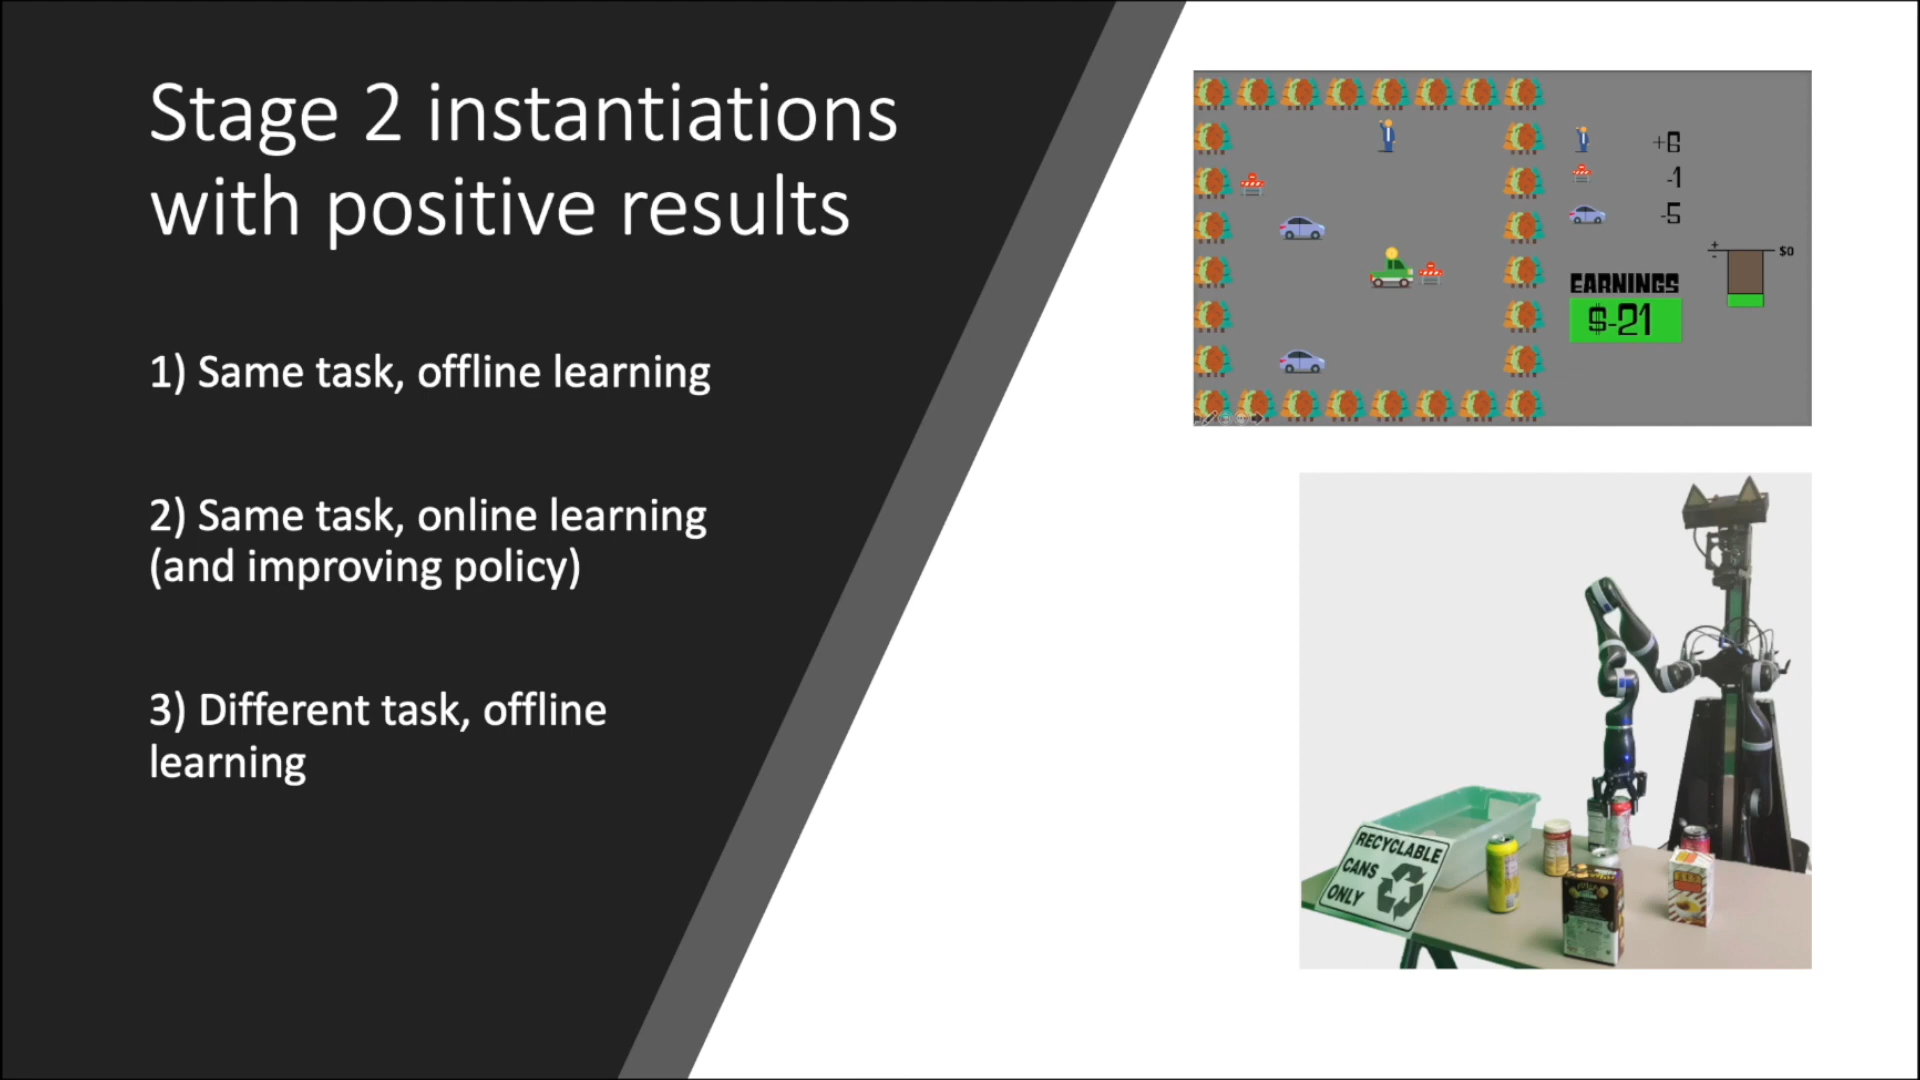 Stage 2 instantiations
with positive results
1) Same task, offline learning
2) Same task, online learning
(and improving policy)
3) Different task, offline
learning
+6
-1
-5
+
-
$0
EARNINGS
$-21
RECYCLABLE
CANS
ONLY